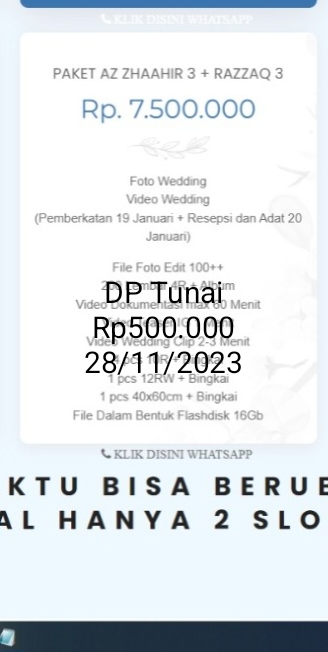 KLIK DISINI WHATSAPP
PAKET AZ ZHAAHIR 3 + RAZZAQ 3
Rp. 7.500.000
Foto Wedding
Video Wedding
(Pemberkatan 19 Januari + Resepsi dan Adat 20
Januari)
File Foto Edit 100++
Lembar 4R + Album
DP Tunai
Video Dokumentasi max 60 Menit
Rp500.000
Video Wedding Clip 2-3 Menit
28/11/2023
1 pcs 12RW + Bingkai
1 pcs 40x60cm + Bingkai
File Dalam Bentuk Flashdisk 16Gb
KLIK DISINI WHATSAPP
KTU BISA BERUB
AL HANYA 2 SLO